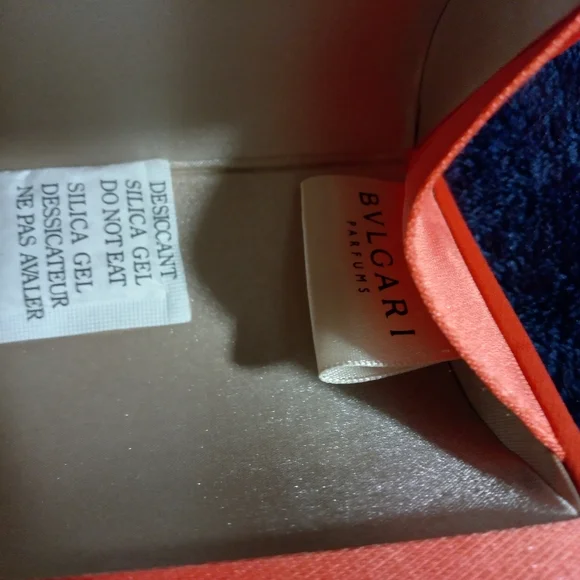 DESICCANT
SILICA GEL
DO NOT EAT
SILICA GEL
DESSICATEUR
NE PAS AVALER
BVLGARI
PARFUMS